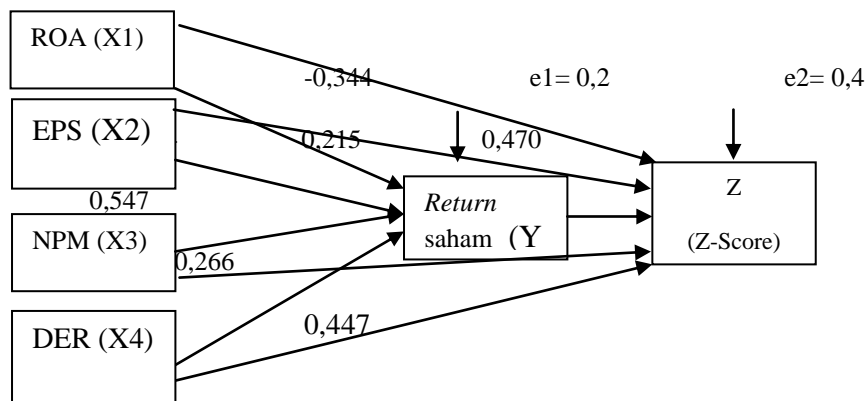 ROA (X1)
-0,344
e1= 0,2
e2= 0,4
EPS (X2)
0,215
0,470
0,547
Return
saham (Y
Z
(Z-Score)
NPM (X3)
0,266
DER (X4)
0,447